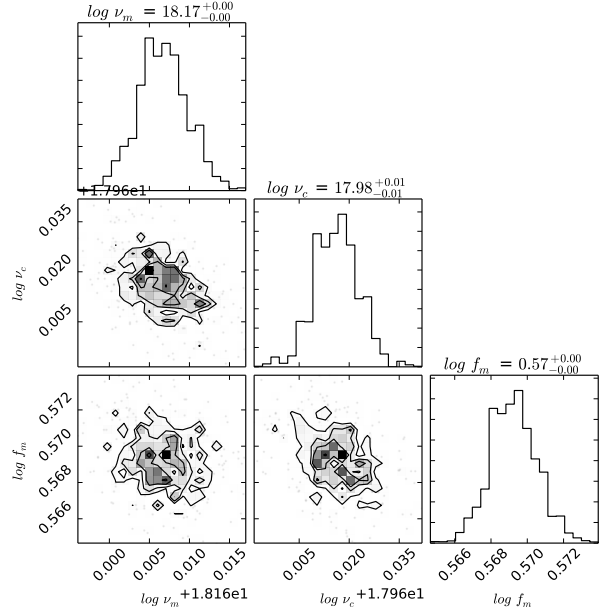 log ν_m = 18.17^{+0.00}_{-0.00}
+1.796e1
log ν_c = 17.98^{+0.01}_{-0.01}
0.035
0.020
0.005
log ν_c
log f_m = 0.57^{+0.00}_{-0.00}
0.572
0.570
0.568
0.566
log f_m
0.000 0.005 0.010 0.015
0.005 0.020 0.035
0.566 0.568 0.570 0.572
log ν_m +1.816e1
log ν_c +1.796e1
log f_m